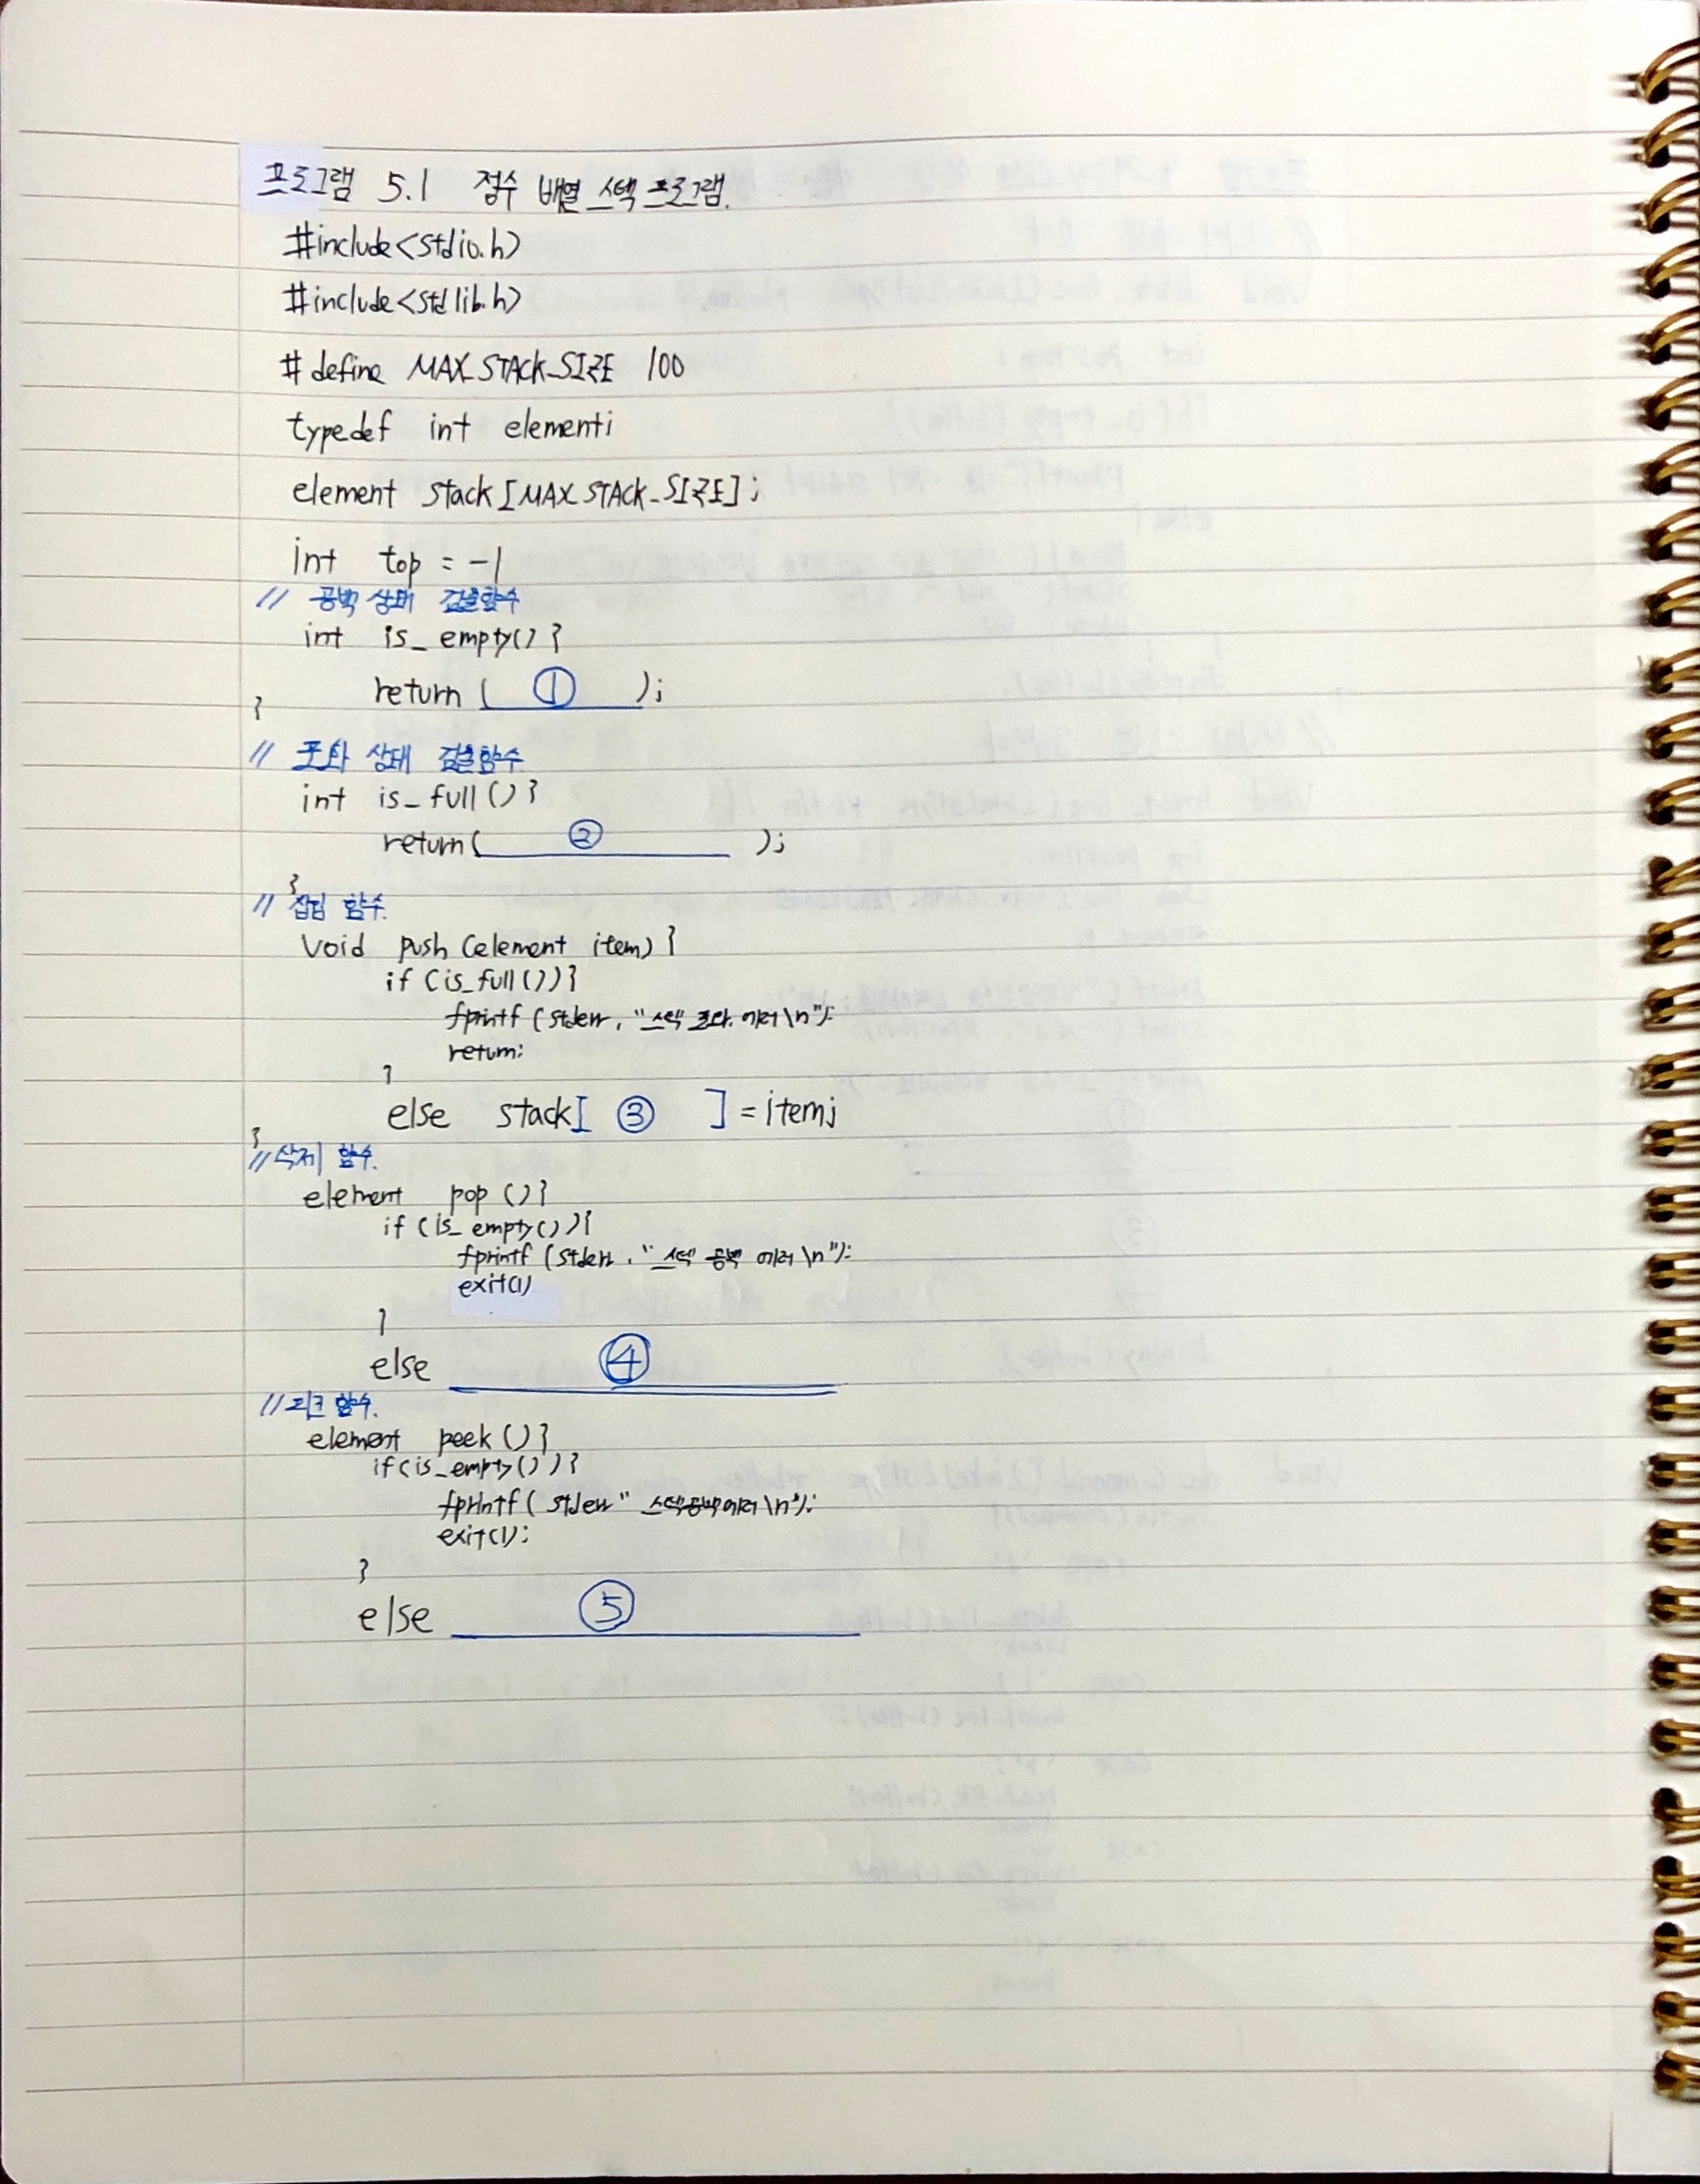 프로그램 5.1 정수 배열 스택 프로그램.
#include<stdio.h>
#include<stdlib.h>
#define MAX_STACK_SIZE 100
typedef int element;
element stack[MAX_STACK_SIZE];
int top = -1
// 공백 상태 검출함수
int is_empty() {
return ( ① );
}
// 포화 상태 검출함수
int is_full () {
return( ② );
}
// 삽입 함수.
void push (element item) {
if (is_full ()) {
fprintf (stderr, "스택 포화 에러\n");
return;
}
else stack[ ③ ] = item;
}
// 삭제 함수.
element pop () {
if (is_empty()) {
fprintf (stderr, "스택 공백 에러\n");
exit(1)
}
else ④
// 피크 함수.
element peek () {
if(is_empty()) {
fprintf( stderr" 스택공백에러\n");
exit(1);
}
else ⑤